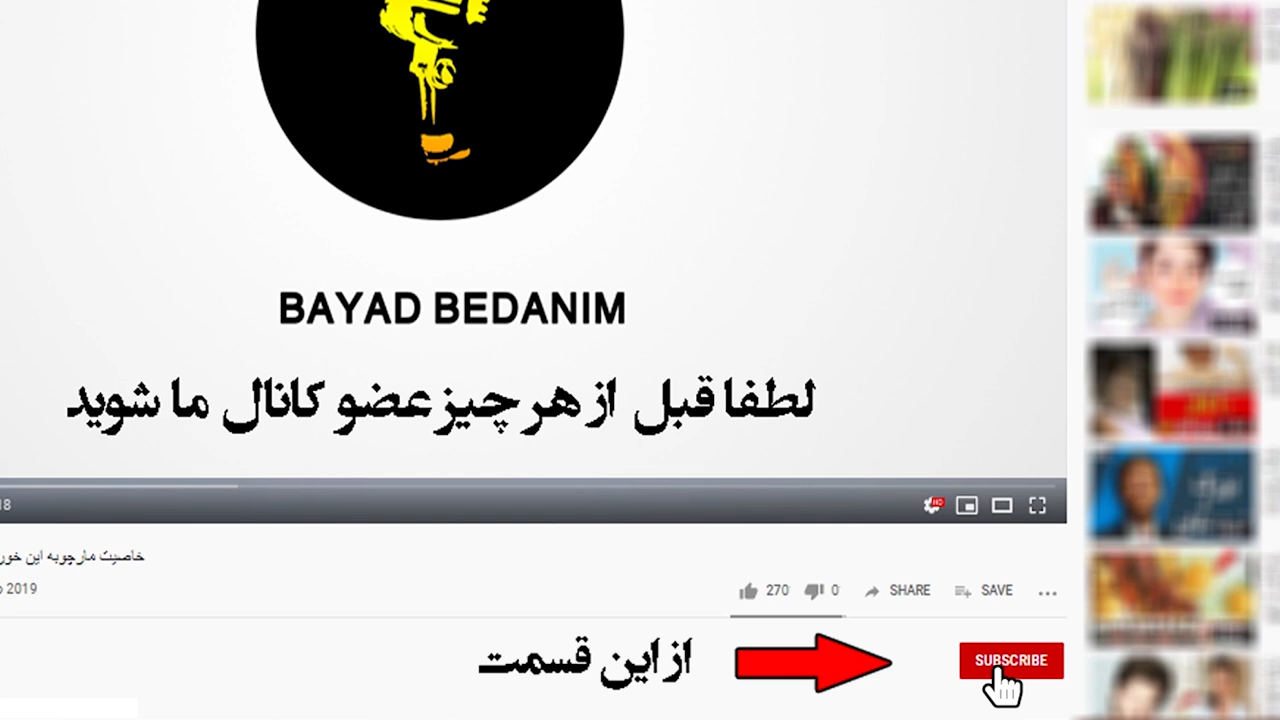 BAYAD BEDANIM
لطفا قبل از هر چیز عضو کانال ما شوید
HD
خاصیت مارچوبه این
2019
270 0 SHARE SAVE
از این قسمت
SUBSCRIBE